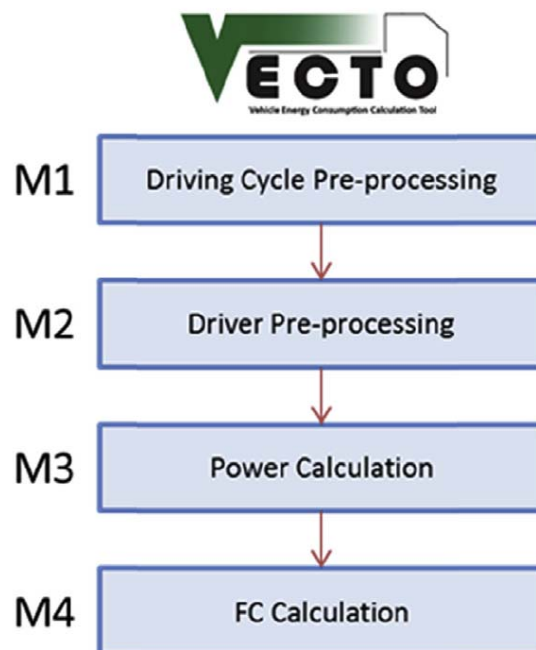 VECTO
Vehicle Energy Consumption Calculation Tool
M1 Driving Cycle Pre-processing
M2 Driver Pre-processing
M3 Power Calculation
M4 FC Calculation